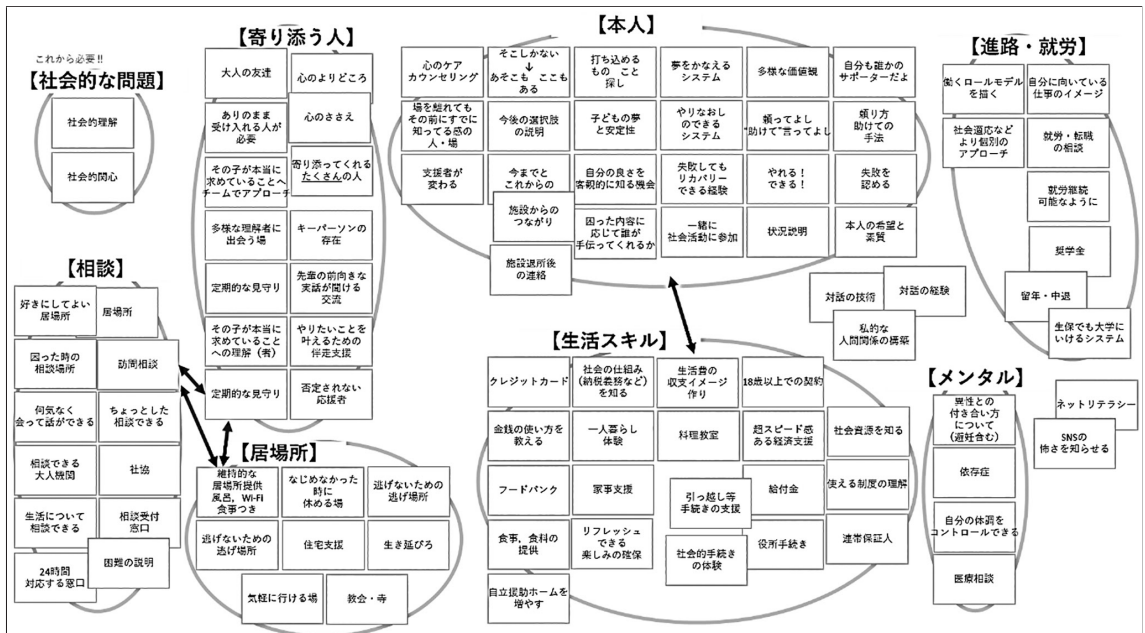 これから必要!!
【社会的な問題】
社会的理解
社会的関心
【寄り添う人】
大人の友達
心のよりどころ
ありのまま
受け入れる人が
必要
心のささえ
その子が本当に
求めていることへ
チームでアプローチ
寄り添ってくれる
たくさんの人
多様な理解者に
出会う場
キーパーソンの
存在
定期的な見守り
先輩の前向きな
実話が聞ける
交流
その子が本当に
求めていること
への理解（者）
やりたいことを
叶えるための
伴走支援
定期的な見守り
否定されない
応援者
【本人】
心のケア
カウンセリング
そこしかない
↓
あそこも ここも
ある
打ち込める
もの こと
探し
夢をかなえる
システム
多様な価値観
自分も誰かの
サポーターだよ
場を離れても
その前にすでに
知ってる感の
人・場
今後の選択肢
の説明
子どもの夢
と安定性
やりなおし
のできる
システム
頼ってよし
"助けて"言ってよし
頼り方
助けての
手法
支援者が
変わる
今までと
これからの
自分の良さを
客観的に知る機会
失敗しても
リカバリー
できる経験
やれる！
できる！
失敗を
認める
施設からの
つながり
困った内容に
応じて誰が
手伝ってくれるか
一緒に
社会活動に参加
状況説明
本人の希望と
素質
施設退所後
の連絡
【進路・就労】
働くロールモデル
を描く
自分に向いている
仕事のイメージ
社会適応など
より個別の
アプローチ
就労・転職
の相談
就労継続
可能なように
奨学金
留年・中退
生保でも大学に
いけるシステム
対話の技術
対話の経験
私的な
人間関係の構築
【相談】
好きにしてよい
居場所
居場所
困った時の
相談場所
訪問相談
何気なく
会って話ができる
ちょっとした
相談できる
相談できる
大人機関
社協
生活について
相談できる
相談受付
窓口
24時間
対応する窓口
困難の説明
【居場所】
維持的な
居場所提供
風呂，Wi-Fi
食事つき
なじめなかった
時に
休める場
逃げないための
逃げ場所
逃げないための
逃げ場所
住宅支援
生き延びろ
気軽に行ける場
教会・寺
【生活スキル】
クレジットカード
社会の仕組み
（納税義務など）
を知る
生活費の
収支イメージ
作り
18歳以上での契約
金銭の使い方を
教える
一人暮らし
体験
料理教室
超スピード感
ある経済支援
社会資源を知る
フードバンク
家事支援
引っ越し等
手続きの支援
給付金
使える制度の理解
食事，食料の
提供
リフレッシュ
できる
楽しみの確保
社会的手続き
の体験
役所手続き
連帯保証人
自立援助ホームを
増やす
【メンタル】
異性との
付き合い方
について
（避妊含む）
依存症
自分の体調を
コントロールできる
医療相談
ネットリテラシー
SNSの
怖さを知らせる